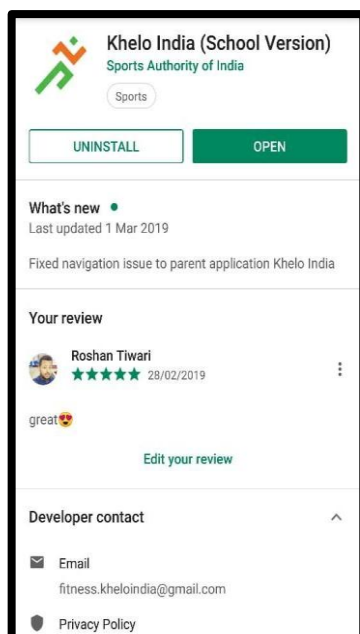 Khelo India (School Version)
Sports Authority of India
Sports
UNINSTALL
OPEN
What's new
Last updated 1 Mar 2019
Fixed navigation issue to parent application Khelo India
Your review
Roshan Tiwari
★★★★★ 28/02/2019
great😍
Edit your review
Developer contact
Email
fitness.kheloindia@gmail.com
Privacy Policy